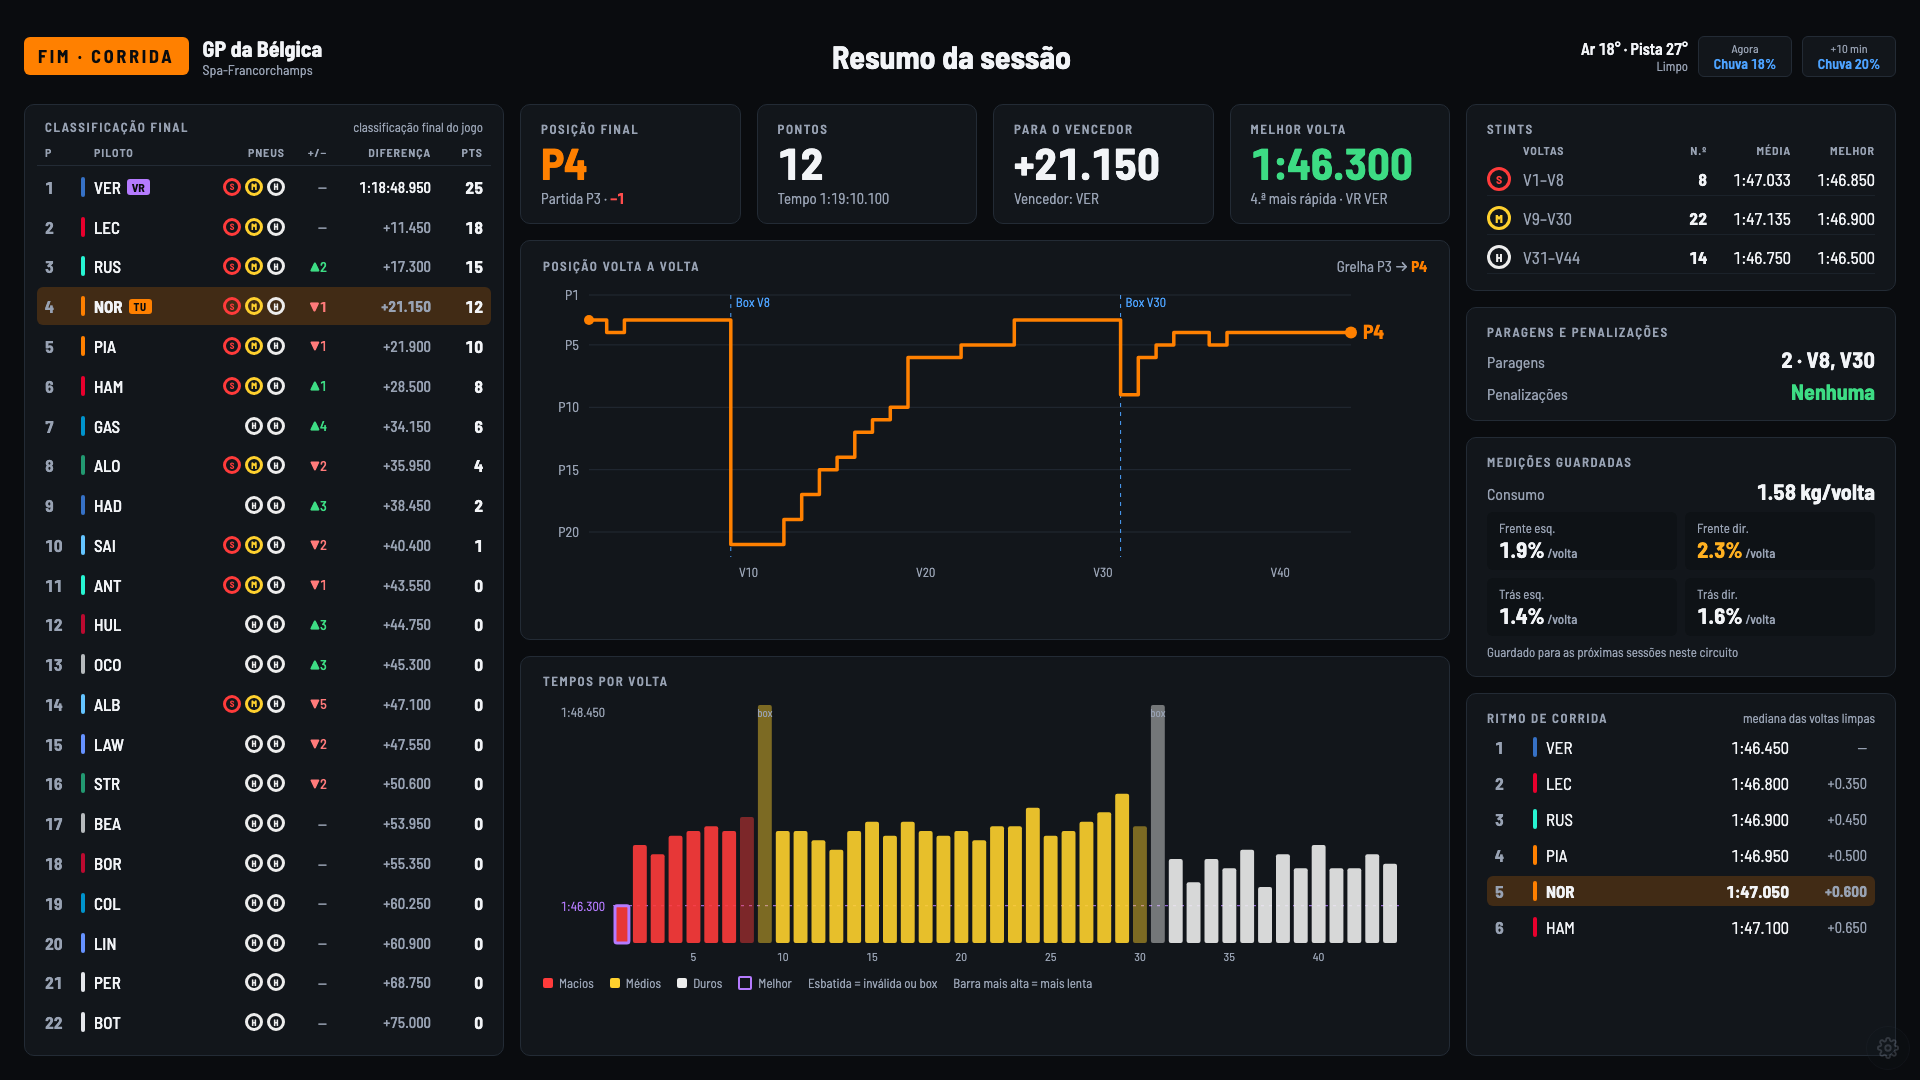 FIM · CORRIDA
GP da Bélgica
Spa-Francorchamps
Resumo da sessão
Ar 18° · Pista 27°
Limpo
Agora
Chuva 18%
+10 min
Chuva 20%
CLASSIFICAÇÃO FINAL
classificação final do jogo
P PILOTO PNEUS +/− DIFERENÇA PTS
1 VER VR S M H – 1:18:48.950 25
2 LEC S M H – +11.450 18
3 RUS S M H ▲2 +17.300 15
4 NOR TU S M H ▼1 +21.150 12
5 PIA S M H ▼1 +21.900 10
6 HAM S M H ▲1 +28.500 8
7 GAS H H ▲4 +34.150 6
8 ALO S M H ▼2 +35.950 4
9 HAD H H ▲3 +38.450 2
10 SAI S M H ▼2 +40.400 1
11 ANT S M H ▼1 +43.550 0
12 HUL H H ▲3 +44.750 0
13 OCO H H ▲3 +45.300 0
14 ALB S M H ▼5 +47.100 0
15 LAW H H ▼2 +47.550 0
16 STR H H ▼2 +50.600 0
17 BEA H H – +53.950 0
18 BOR H H – +55.350 0
19 COL H H – +60.250 0
20 LIN H H – +60.900 0
21 PER H H – +68.750 0
22 BOT H H – +75.000 0
POSIÇÃO FINAL
P4
Partida P3 · −1
PONTOS
12
Tempo 1:19:10.100
PARA O VENCEDOR
+21.150
Vencedor: VER
MELHOR VOLTA
1:46.300
4.ª mais rápida · VR VER
POSIÇÃO VOLTA A VOLTA
Grelha P3 → P4
P1
P5
P10
P15
P20
Box V8
Box V30
P4
V10 V20 V30 V40
TEMPOS POR VOLTA
1:48.450
1:46.300
box
box
5 10 15 20 25 30 35 40
Macios Médios Duros Melhor Esbatida = inválida ou box Barra mais alta = mais lenta
STINTS
VOLTAS N.º MÉDIA MELHOR
S V1–V8 8 1:47.033 1:46.850
M V9–V30 22 1:47.135 1:46.900
H V31–V44 14 1:46.750 1:46.500
PARAGENS E PENALIZAÇÕES
Paragens 2 · V8, V30
Penalizações Nenhuma
MEDIÇÕES GUARDADAS
Consumo 1.58 kg/volta
Frente esq.
1.9% /volta
Frente dir.
2.3% /volta
Trás esq.
1.4% /volta
Trás dir.
1.6% /volta
Guardado para as próximas sessões neste circuito
RITMO DE CORRIDA
mediana das voltas limpas
1 VER 1:46.450 –
2 LEC 1:46.800 +0.350
3 RUS 1:46.900 +0.450
4 PIA 1:46.950 +0.500
5 NOR 1:47.050 +0.600
6 HAM 1:47.100 +0.650